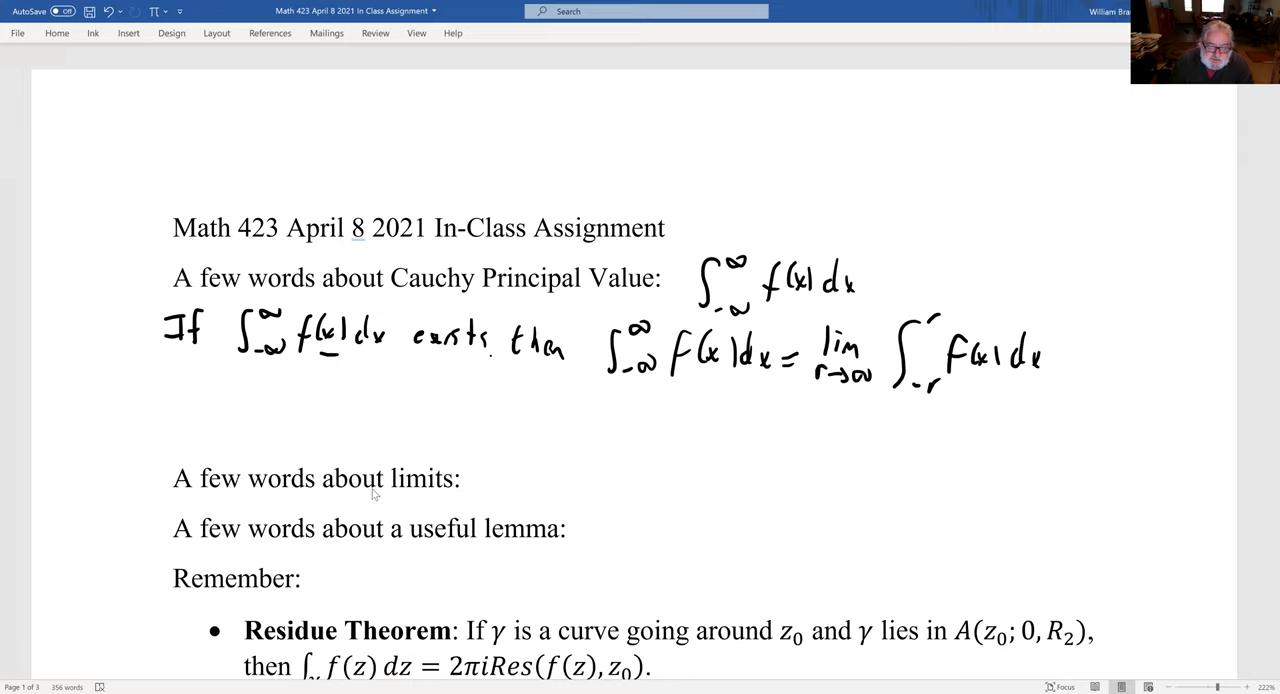 AutoSave Off Math 423 April 8 2021 In Class Assignment Search William Bra
File Home Ink Insert Design Layout References Mailings Review View Help
Math 423 April 8 2021 In-Class Assignment
A few words about Cauchy Principal Value: ∫_{-∞}^{∞} f(x) dx
If ∫_{-∞}^{∞} f(x) dx exists. then ∫_{-∞}^{∞} f(x) dx = lim_{r→∞} ∫_{-r}^{r} f(x) dx
A few words about limits:
A few words about a useful lemma:
Remember:
• Residue Theorem: If γ is a curve going around z₀ and γ lies in A(z₀; 0, R₂),
then ∫_γ f(z) dz = 2πiRes(f(z), z₀).
Page 1 of 3 356 words Focus 222%